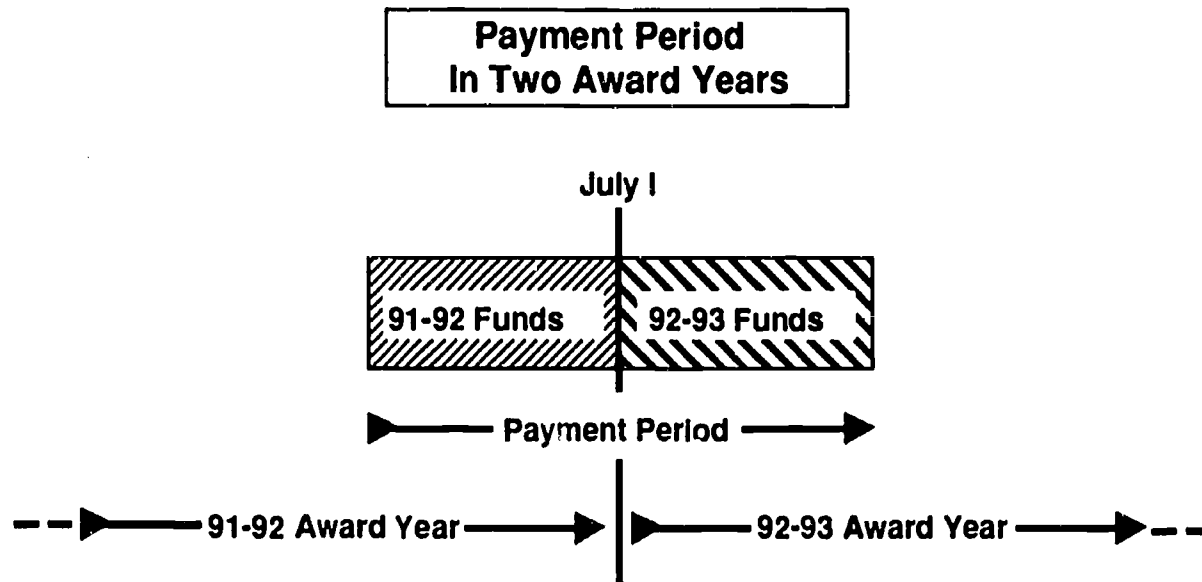 Payment Period
In Two Award Years
July I
91-92 Funds
92-93 Funds
Payment Period
91-92 Award Year
92-93 Award Year